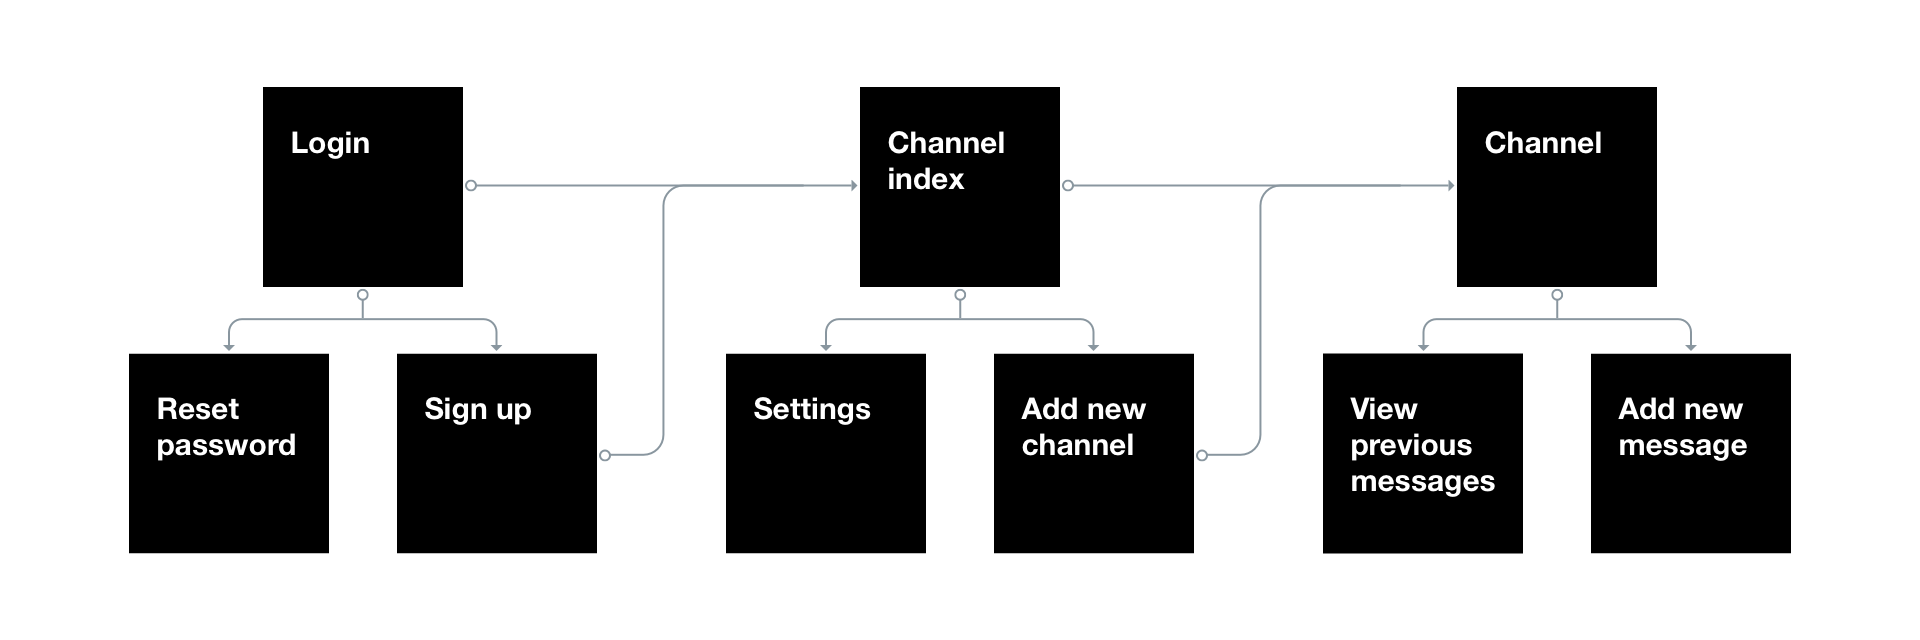 Login
Channel
index
Channel
Reset
password
Sign up
Settings
Add new
channel
View
previous
messages
Add new
message